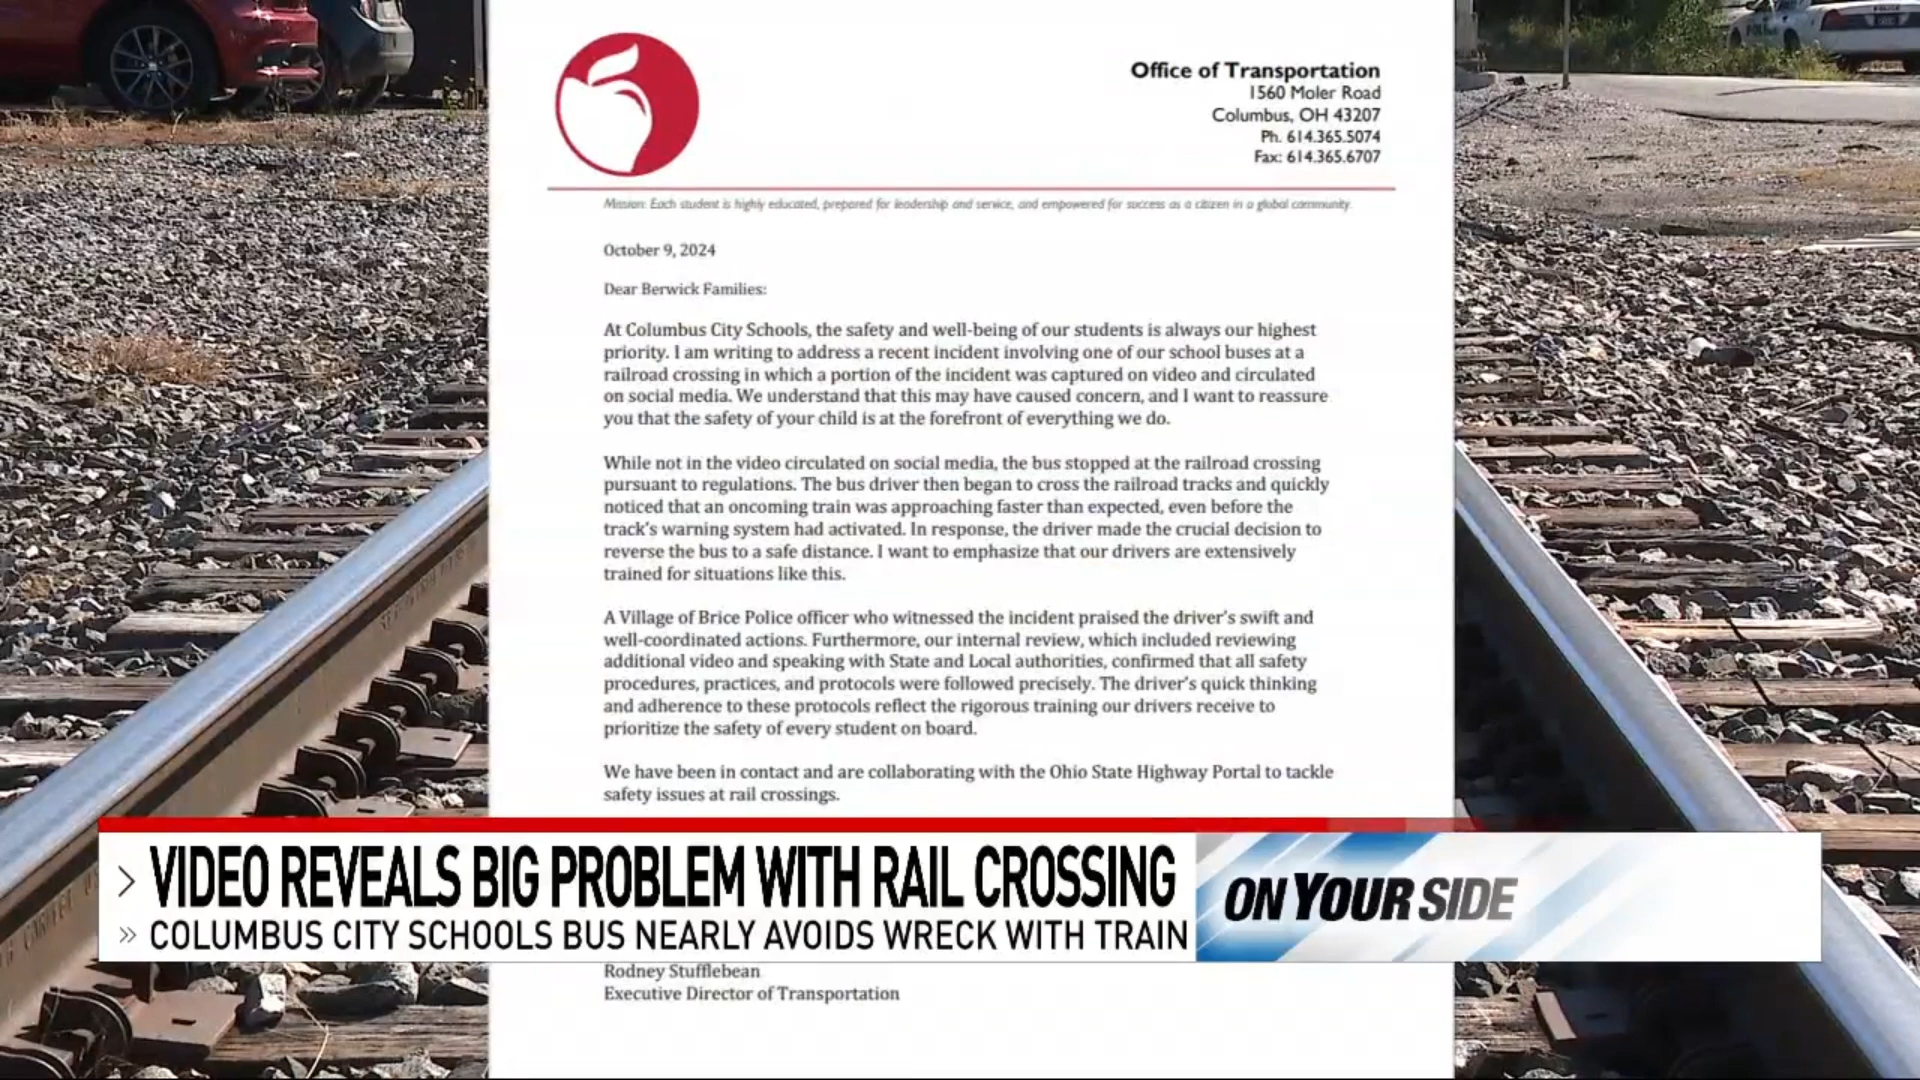 Office of Transportation
1560 Moler Road
Columbus, OH 43207
Ph. 614.365.5074
Fax: 614.365.6707
Mission: Each student is highly educated, prepared for leadership and service, and empowered for success as a citizen in a global community.
October 9, 2024
Dear Berwick Families:
At Columbus City Schools, the safety and well-being of our students is always our highest
priority. I am writing to address a recent incident involving one of our school buses at a
railroad crossing in which a portion of the incident was captured on video and circulated
on social media. We understand that this may have caused concern, and I want to reassure
you that the safety of your child is at the forefront of everything we do.
While not in the video circulated on social media, the bus stopped at the railroad crossing
pursuant to regulations. The bus driver then began to cross the railroad tracks and quickly
noticed that an oncoming train was approaching faster than expected, even before the
track's warning system had activated. In response, the driver made the crucial decision to
reverse the bus to a safe distance. I want to emphasize that our drivers are extensively
trained for situations like this.
A Village of Brice Police officer who witnessed the incident praised the driver's swift and
well-coordinated actions. Furthermore, our internal review, which included reviewing
additional video and speaking with State and Local authorities, confirmed that all safety
procedures, practices, and protocols were followed precisely. The driver's quick thinking
and adherence to these protocols reflect the rigorous training our drivers receive to
prioritize the safety of every student on board.
We have been in contact and are collaborating with the Ohio State Highway Portal to tackle
safety issues at rail crossings.
> VIDEO REVEALS BIG PROBLEM WITH RAIL CROSSING
» COLUMBUS CITY SCHOOLS BUS NEARLY AVOIDS WRECK WITH TRAIN
ON YOUR SIDE
Rodney Stufflebean
Executive Director of Transportation